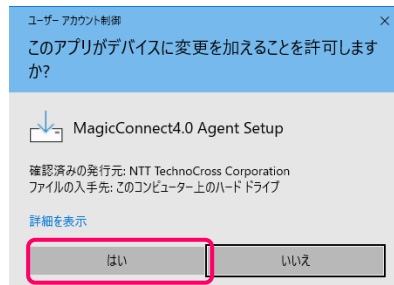 ユーザー アカウント制御
×
このアプリがデバイスに変更を加えることを許可します
か?
MagicConnect4.0 Agent Setup
確認済みの発行元: NTT TechnoCross Corporation
ファイルの入手先: このコンピューター上のハード ドライブ
詳細を表示
はい
いいえ